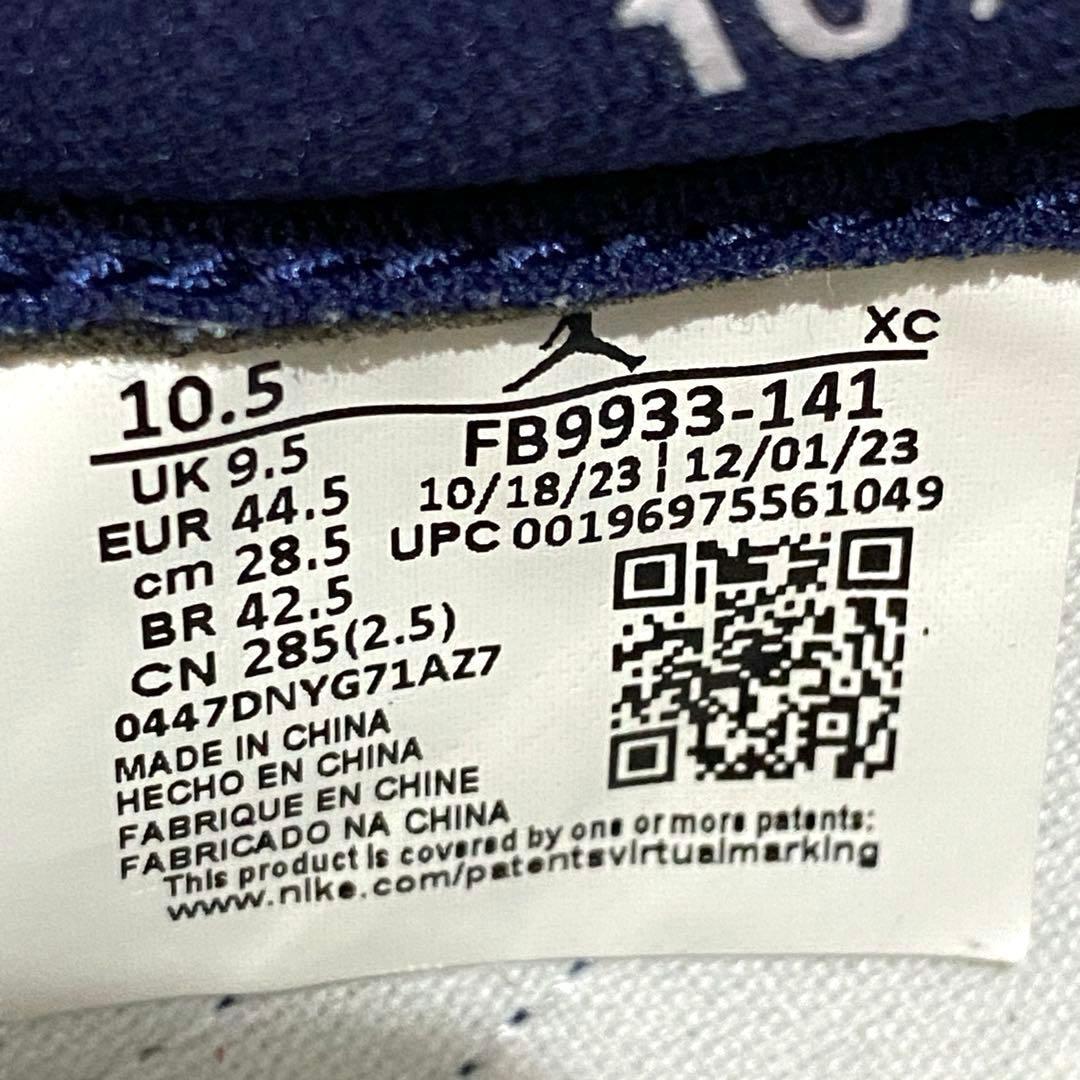 10
XC
10.5
FB9933-141
UK 9.5
10/18/23 ¦ 12/01/23
EUR 44.5
UPC 00196975561049
cm 28.5
BR 42.5
CN 285(2.5)
0447DNYG71AZ7
MADE IN CHINA
HECHO EN CHINA
FABRIQUE EN CHINE
FABRICADO NA CHINA
This product is covered by one or more patents:
www.nike.com/patentsvirtualmarking